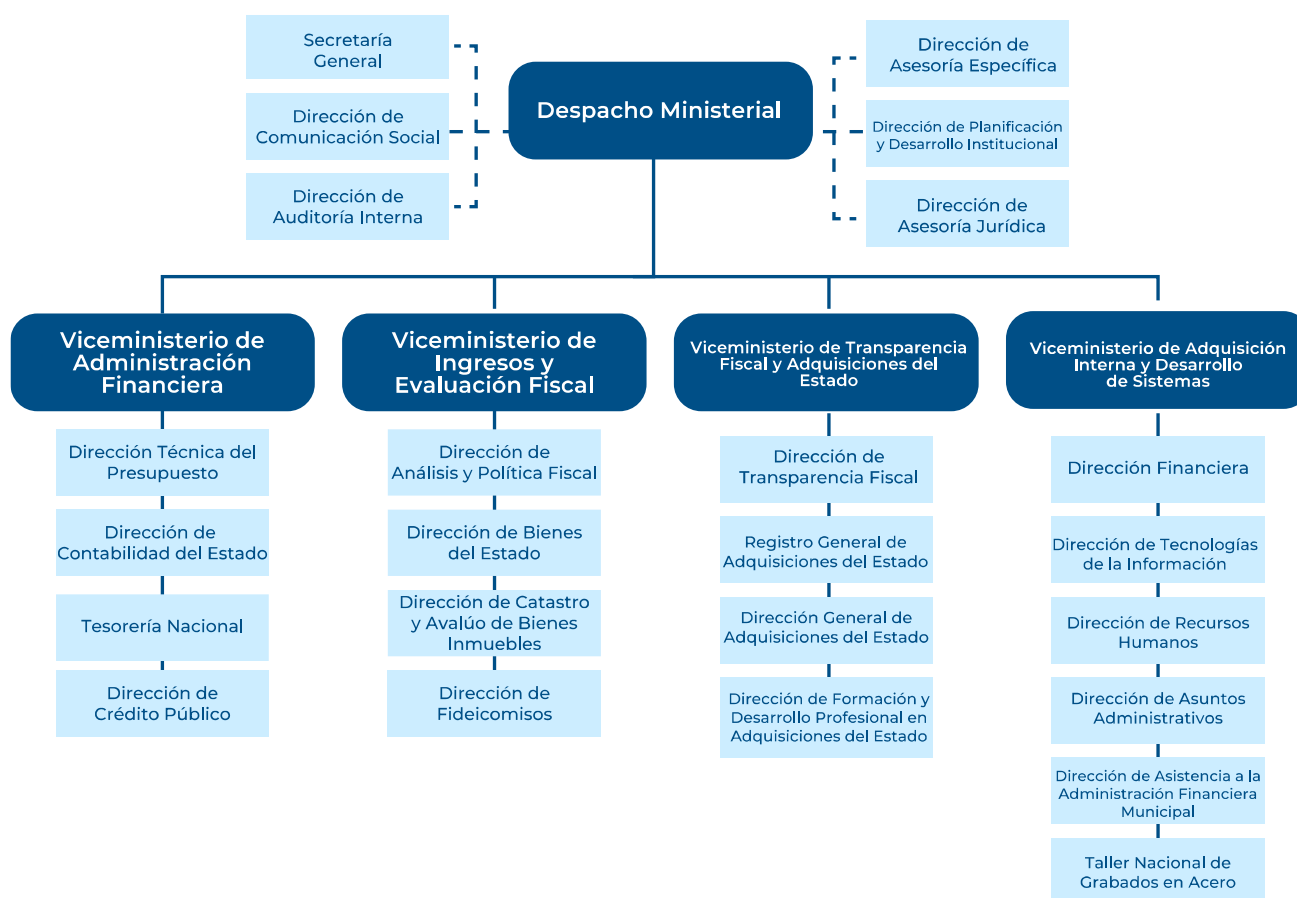 Secretaría
General
Dirección de
Comunicación Social
Dirección de
Auditoría Interna
Despacho Ministerial
Dirección de
Asesoría Específica
Dirección de Planificación
y Desarrollo Institucional
Dirección de
Asesoría Jurídica
Viceministerio de
Administración
Financiera
Dirección Técnica del
Presupuesto
Dirección de
Contabilidad del Estado
Tesorería Nacional
Dirección de
Crédito Público
Viceministerio de
Ingresos y
Evaluación Fiscal
Dirección de
Análisis y Política Fiscal
Dirección de Bienes
del Estado
Dirección de Catastro
y Avalúo de Bienes
Inmuebles
Dirección de
Fideicomisos
Viceministerio de Transparencia
Fiscal y Adquisiciones del
Estado
Dirección de
Transparencia Fiscal
Registro General de
Adquisiciones del Estado
Dirección General de
Adquisiciones del Estado
Dirección de Formación y
Desarrollo Profesional en
Adquisiciones del Estado
Viceministerio de Adquisición
Interna y Desarrollo
de Sistemas
Dirección Financiera
Dirección de Tecnologías
de la Información
Dirección de Recursos
Humanos
Dirección de Asuntos
Administrativos
Dirección de Asistencia a la
Administración Financiera
Municipal
Taller Nacional de
Grabados en Acero